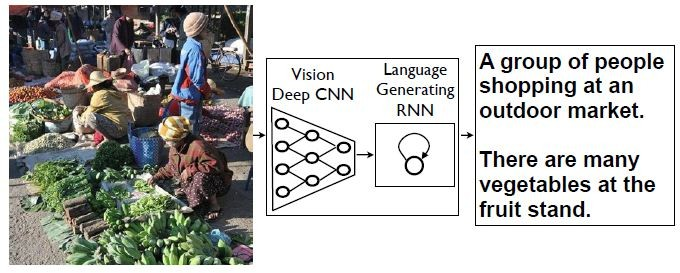 Vision
Deep CNN
Language
Generating
RNN
A group of people
shopping at an
outdoor market.
There are many
vegetables at the
fruit stand.